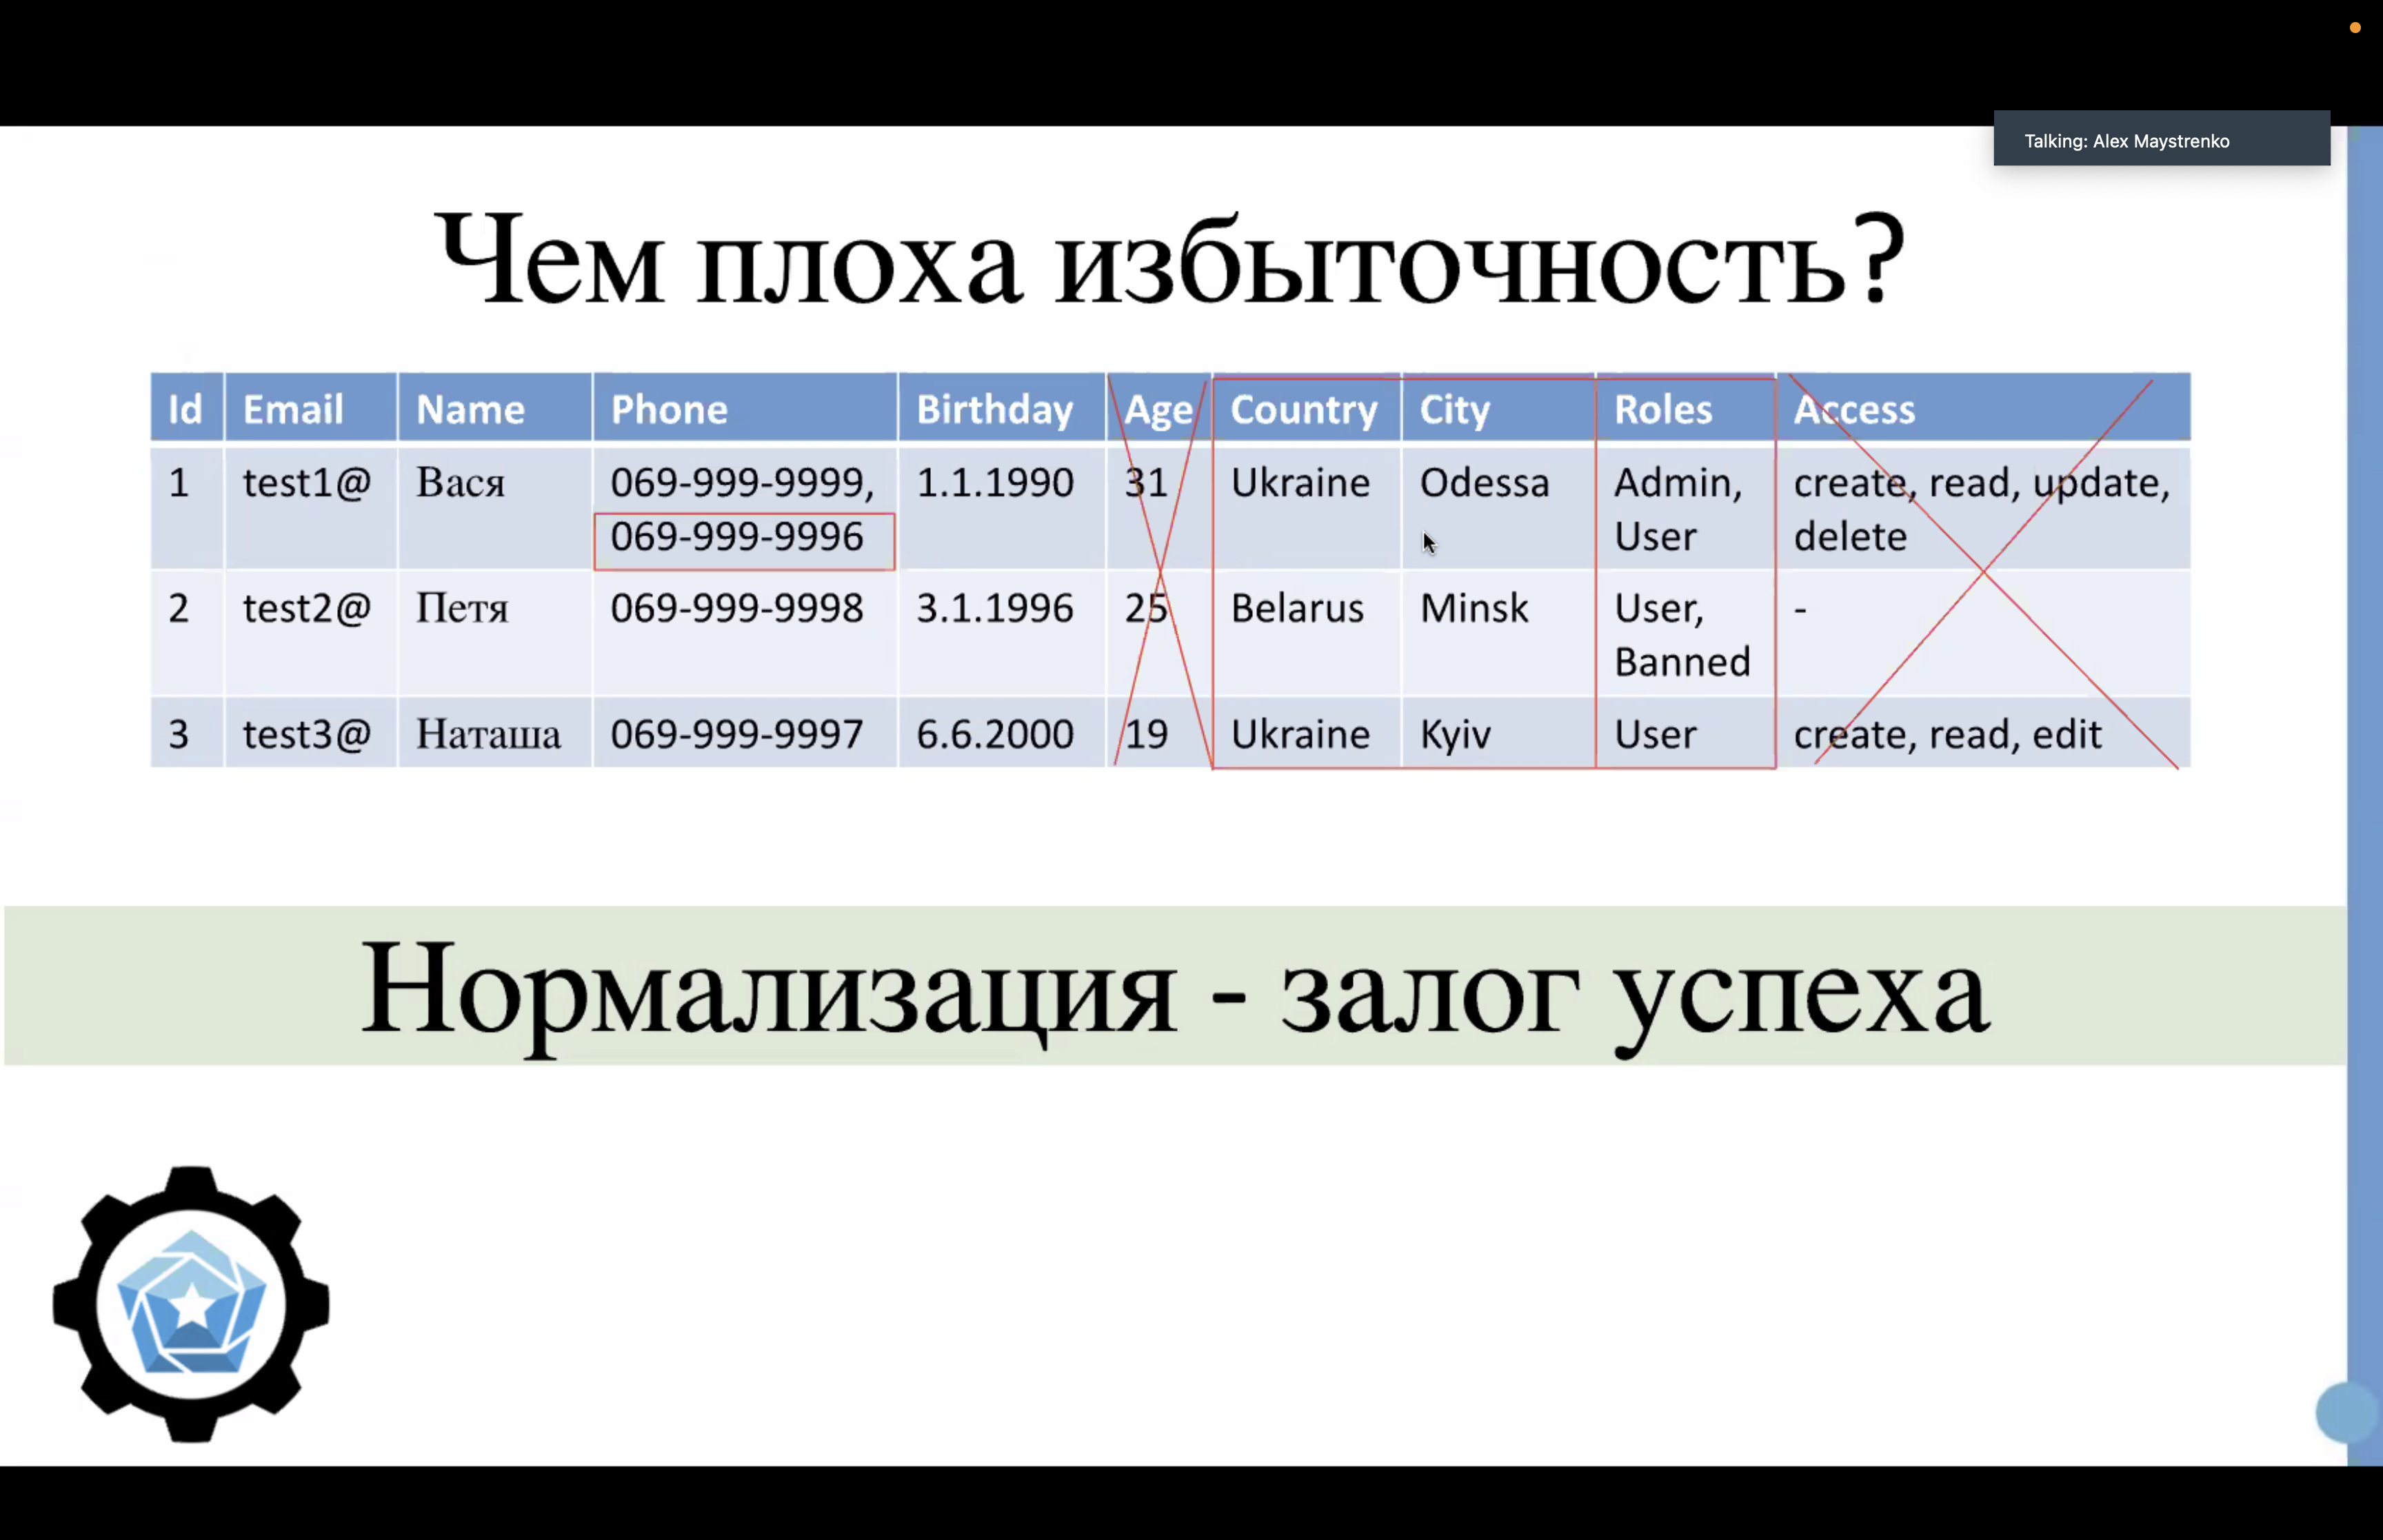 Talking: Alex Maystrenko
Чем плоха избыточность?
Id Email Name Phone Birthday Age Country City Roles Access
1 test1@ Вася 069-999-9999, 1.1.1990 31 Ukraine Odessa Admin, create, read, update,
069-999-9996 User delete
2 test2@ Петя 069-999-9998 3.1.1996 25 Belarus Minsk User, -
Banned
3 test3@ Наташа 069-999-9997 6.6.2000 19 Ukraine Kyiv User create, read, edit
Нормализация - залог успеха